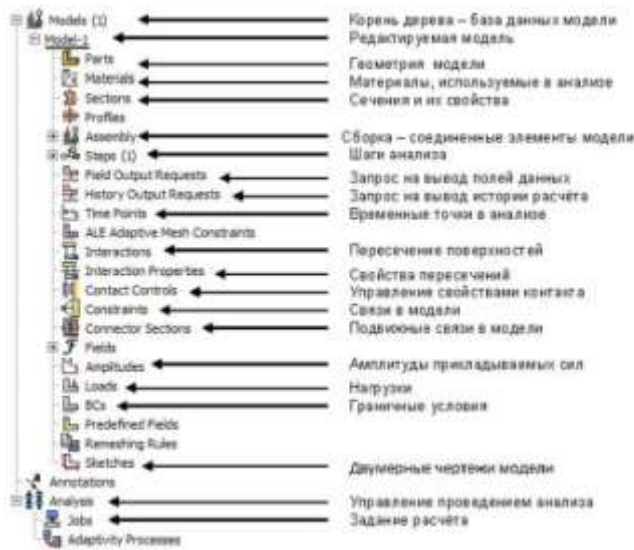 Models (1) Корень дерева – база данных модели
Model-1 Редактируемая модель
Parts Геометрия модели
Materials Материалы, используемые в анализе
Sections Сечения и их свойства
Profiles
Assembly Сборка – соединенные элементы модели
Steps (1) Шаги анализа
Field Output Requests Запрос на вывод полей данных
History Output Requests Запрос на вывод истории расчёта
Time Points Временные точки в анализе
ALE Adaptive Mesh Constraints
Interactions Пересечение поверхностей
Interaction Properties Свойства пересечений
Contact Controls Управление свойствами контакта
Constraints Связи в модели
Connector Sections Подвижные связи в модели
Fields
Amplitudes Амплитуды прикладываемых сил
Loads Нагрузки
BCs Граничные условия
Predefined Fields
Remeshing Rules
Sketches Двумерные чертежи модели
Annotations
Analysis Управление проведением анализа
Jobs Задание расчёта
Adaptivity Processes